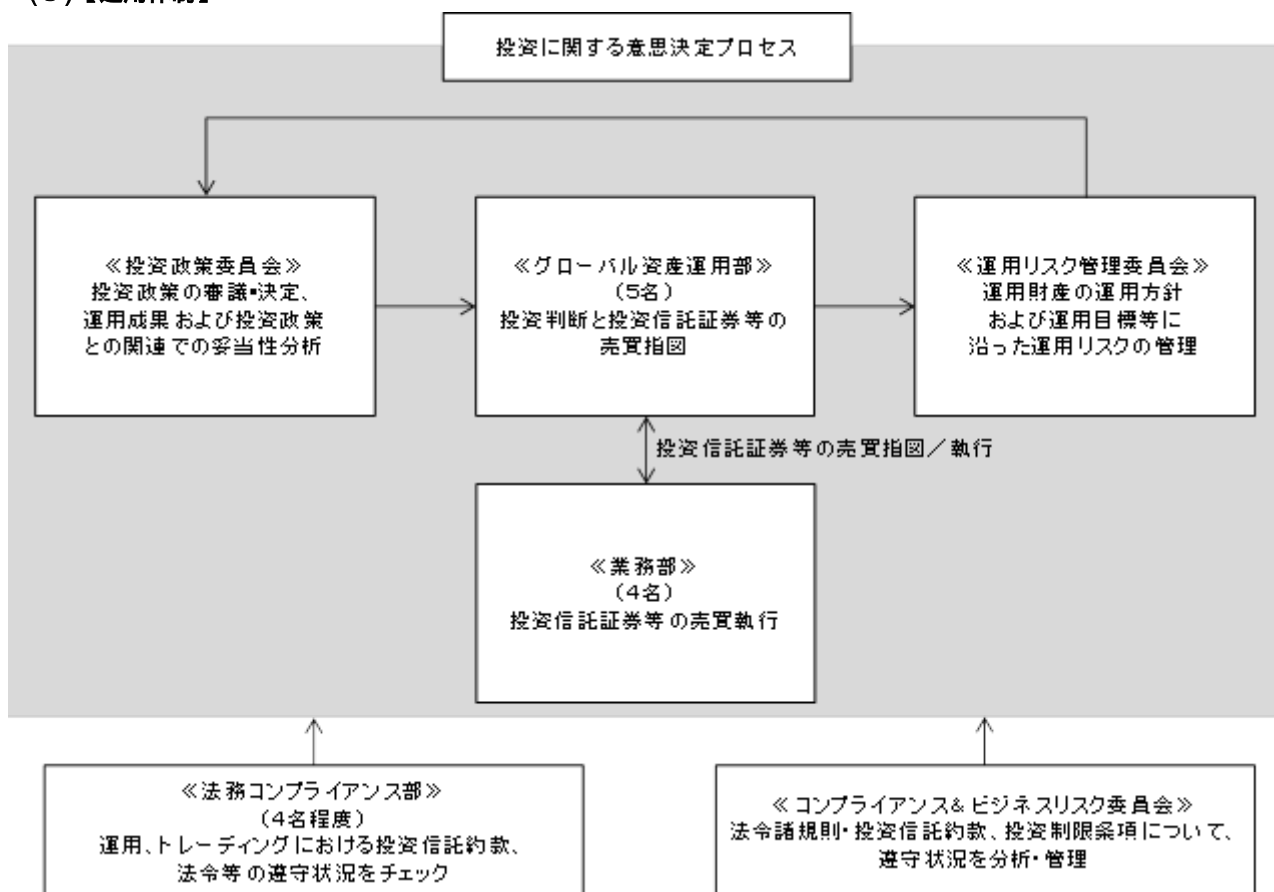 投資に関する意思決定プロセス
≪投資政策委員会≫
投資政策の審議・決定、
運用成果および投資政策
との関連での妥当性分析
≪グローバル資産運用部≫
(5名)
投資判断と投資信託証券等の
売買指図
≪運用リスク管理委員会≫
運用財産の運用方針
および運用目標等に
沿った運用リスクの管理
投資信託証券等の売買指図/執行
≪業務部≫
(4名)
投資信託証券等の売買執行
≪法務コンプライアンス部≫
(4名程度)
運用、トレーディングにおける投資信託約款、
法令等の遵守状況をチェック
≪コンプライアンス&ビジネスリスク委員会≫
法令諸規則・投資信託約款、投資制限条項について、
遵守状況を分析・管理